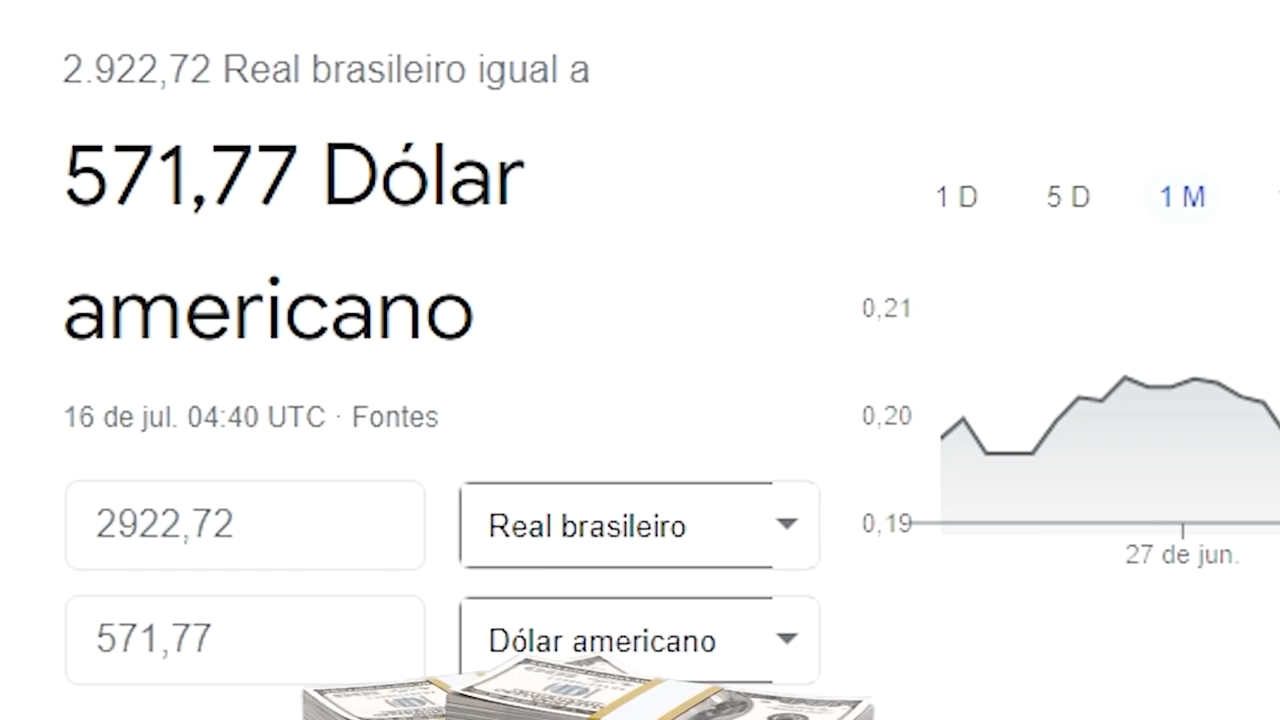 2.922,72 Real brasileiro igual a
571,77 Dólar
americano
16 de jul. 04:40 UTC · Fontes
2922,72
Real brasileiro
571,77
Dólar americano
1 D
5 D
1 M
0,21
0,20
0,19
27 de jun.